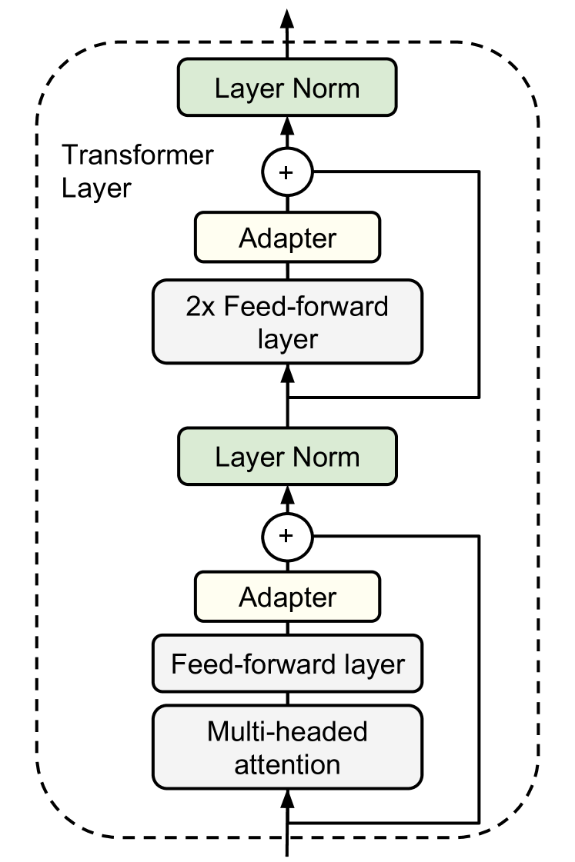 Layer Norm
Transformer
Layer
+
Adapter
2x Feed-forward
layer
Layer Norm
+
Adapter
Feed-forward layer
Multi-headed
attention